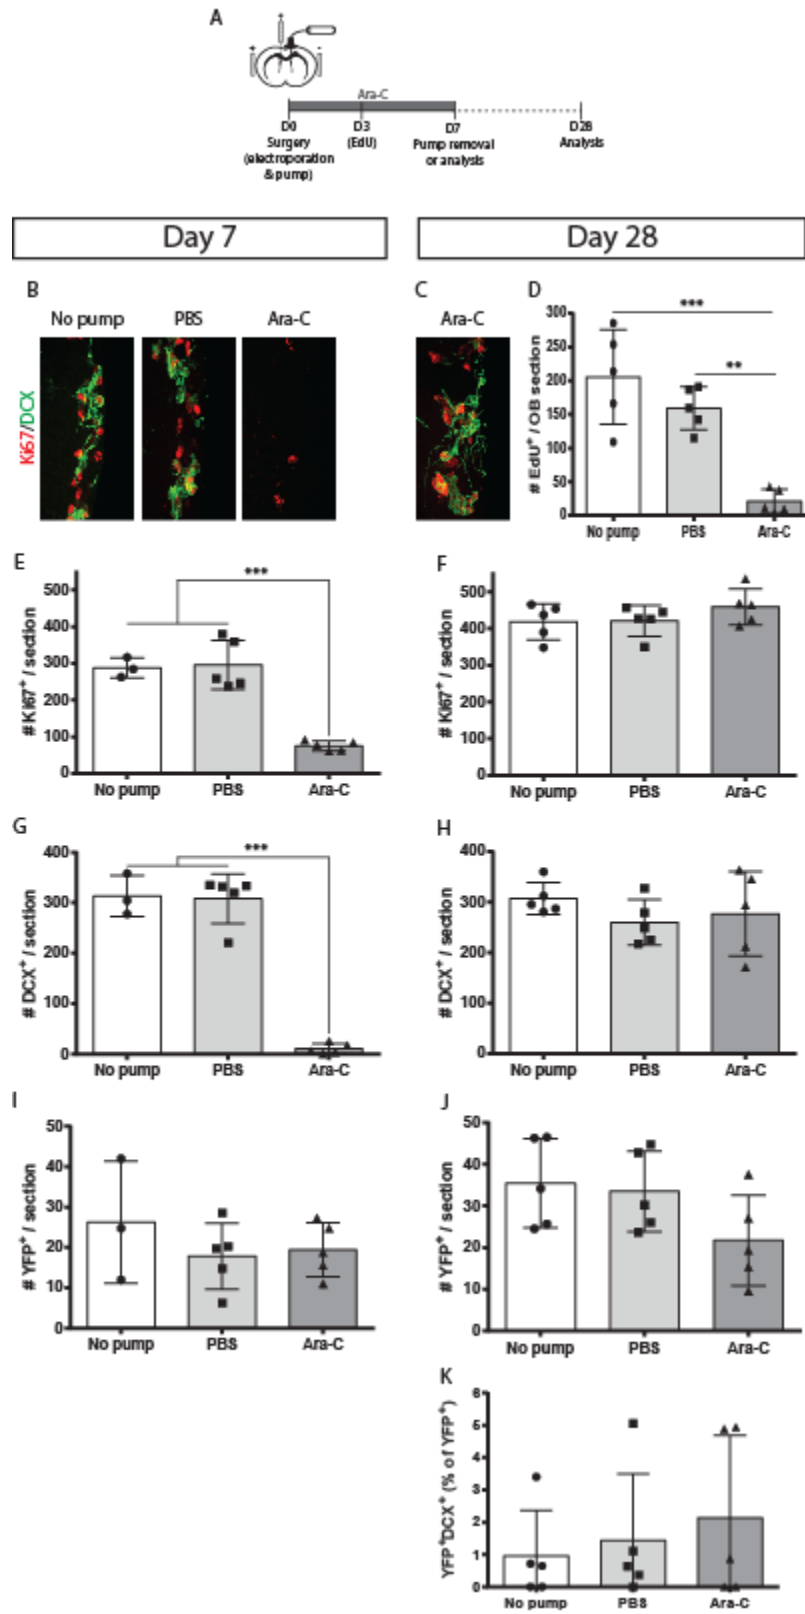 A
Ara-C
D0 D3 D7 D28
Surgery (EdU) Pump removal Analysis
(electroporation or analysis
& pump)
Day 7 Day 28
B
No pump PBS Ara-C
Ki67/DCX
C
Ara-C
D
# EdU+ / OB section
300
250
200
150
100
50
0
***
**
No pump PBS Ara-C
E
# Ki67+ / section
500
400
300
200
100
0
***
No pump PBS Ara-C
F
# Ki67+ / section
500
400
300
200
100
0
No pump PBS Ara-C
G
# DCX+ / section
400
300
200
100
0
***
No pump PBS Ara-C
H
# DCX+ / section
400
300
200
100
0
No pump PBS Ara-C
I
# YFP+ / section
50
40
30
20
10
0
No pump PBS Ara-C
J
# YFP+ / section
50
40
30
20
10
0
No pump PBS Ara-C
K
YFP+DCX+ (% of YFP+)
6
5
4
3
2
1
0
No pump PBS Ara-C